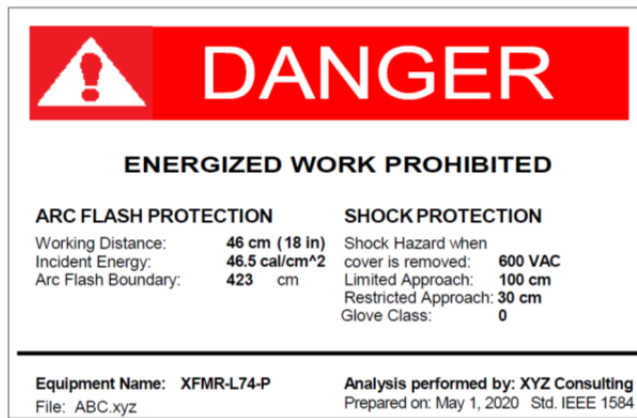 DANGER
ENERGIZED WORK PROHIBITED
ARC FLASH PROTECTION
Working Distance: 46 cm (18 in)
Incident Energy: 46.5 cal/cm^2
Arc Flash Boundary: 423 cm
SHOCK PROTECTION
Shock Hazard when
cover is removed: 600 VAC
Limited Approach: 100 cm
Restricted Approach: 30 cm
Glove Class: 0
Equipment Name: XFMR-L74-P
File: ABC.xyz
Analysis performed by: XYZ Consulting
Prepared on: May 1, 2020 Std. IEEE 1584